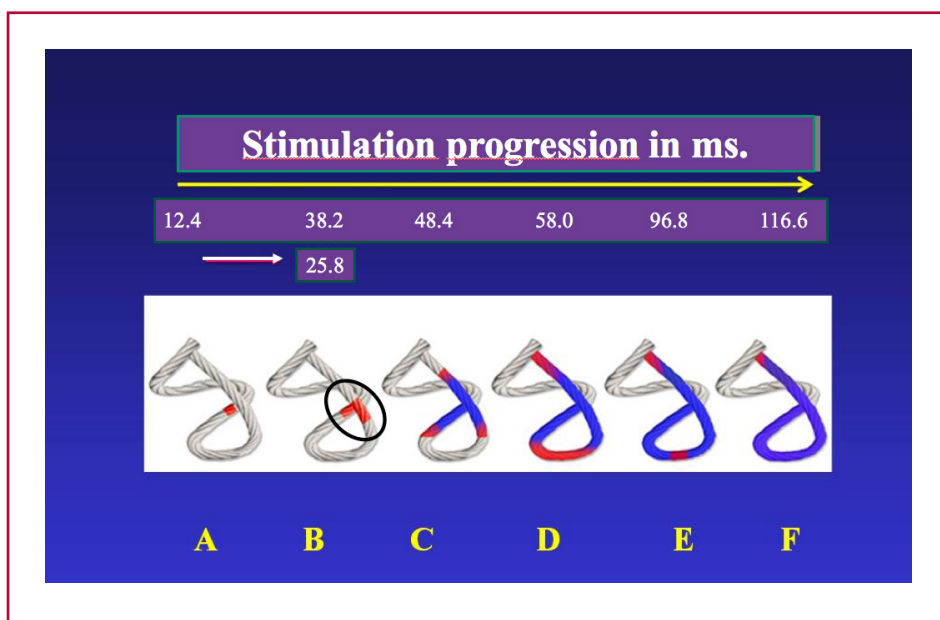 Stimulation progression in ms.
12.4 38.2 48.4 58.0 96.8 116.6
25.8
A B C D E F